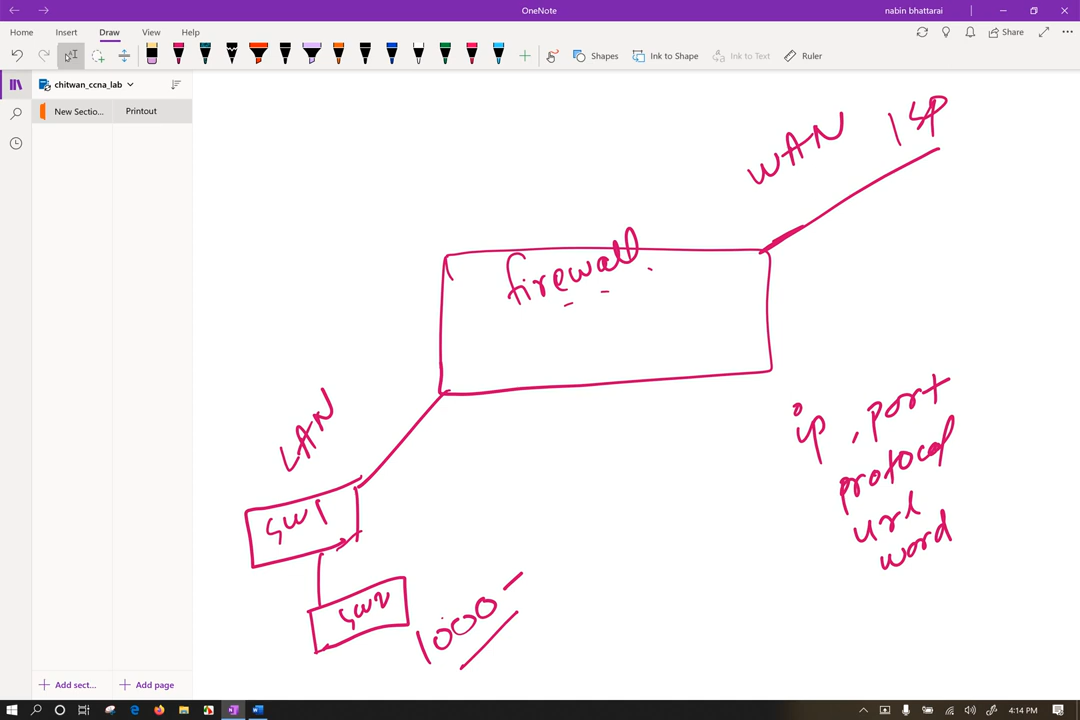 OneNote
nabin bhattarai
Home Insert Draw View Help
Share
Shapes
Ink to Shape
Ink to Text
Ruler
chitwan_ccna_lab
New Sectio...
Printout
WAN ISP
firewall
LAN
ip, port
protocol
url
word
SW1
SW2
1000-
Add sect...
Add page
4:14 PM